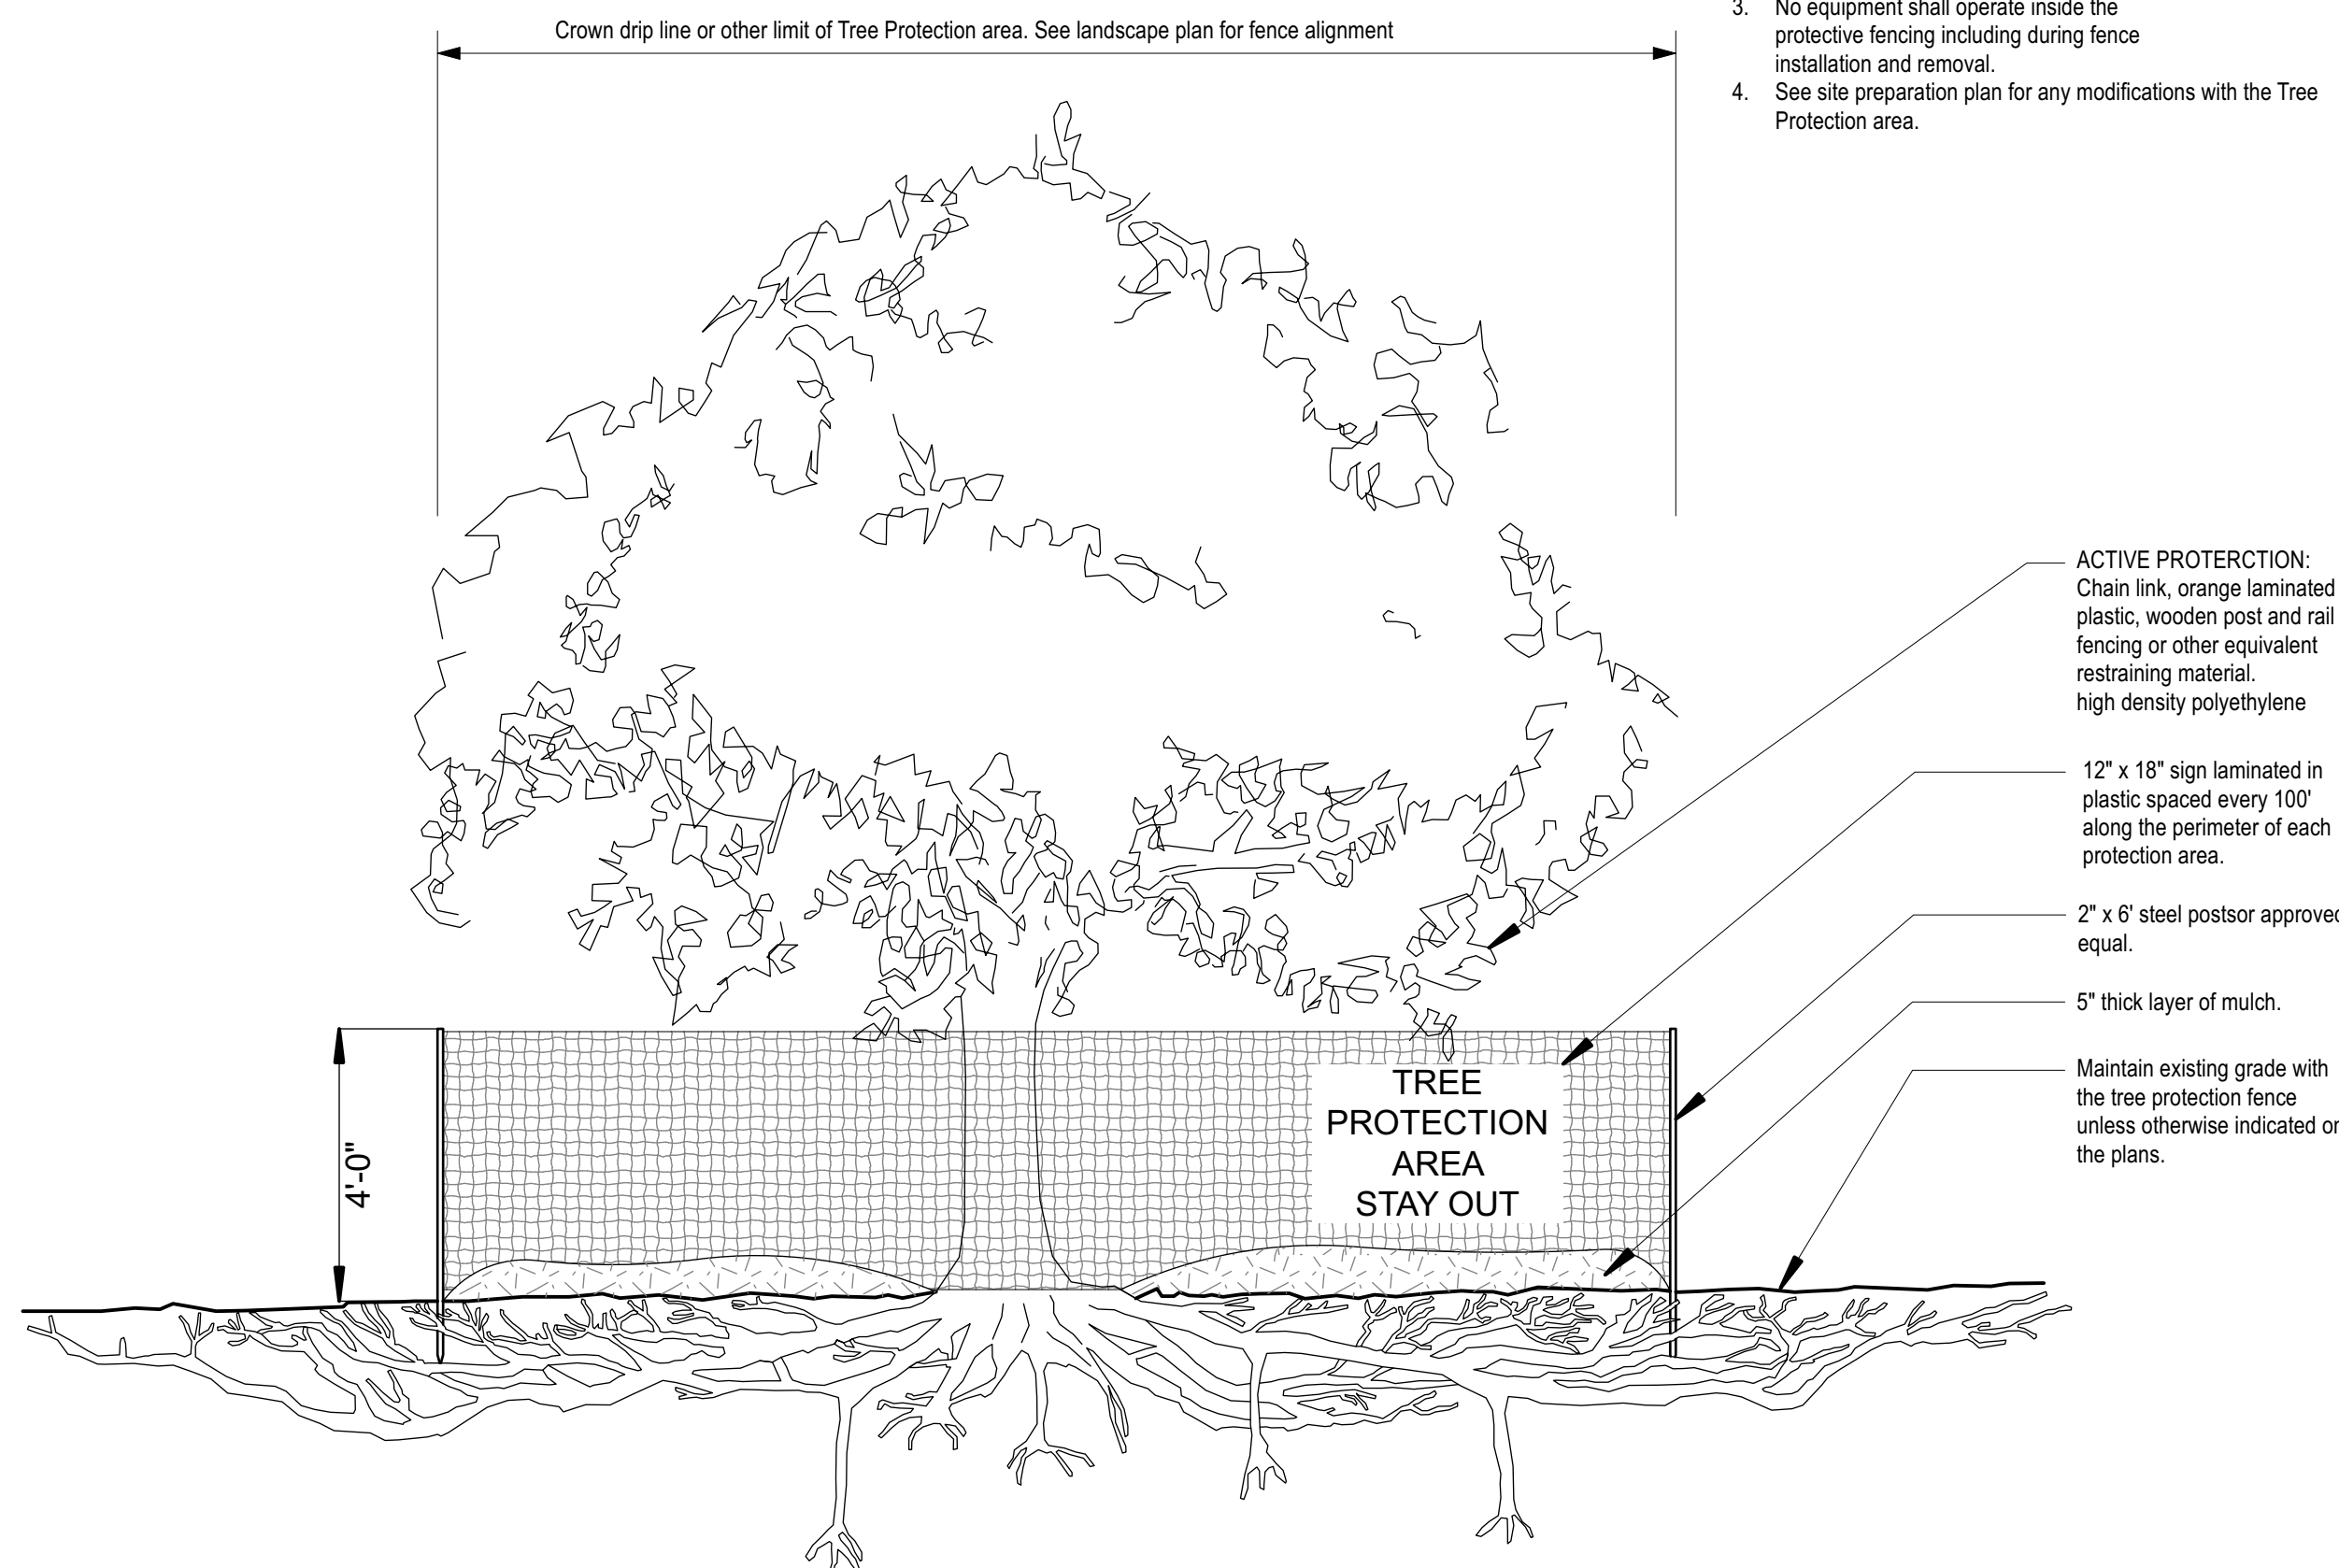 Crown drip line or other limit of Tree Protection area. See landscape plan for fence alignment
3. No equipment shall operate inside the
protective fencing including during fence
installation and removal.
4. See site preparation plan for any modifications with the Tree
Protection area.
ACTIVE PROTERCTION:
Chain link, orange laminated
plastic, wooden post and rail
fencing or other equivalent
restraining material.
high density polyethylene
12" x 18" sign laminated in
plastic spaced every 100'
along the perimeter of each
protection area.
2" x 6' steel postsor approved
equal.
5" thick layer of mulch.
Maintain existing grade with
the tree protection fence
unless otherwise indicated on
the plans.
4'-0"
TREE
PROTECTION
AREA
STAY OUT